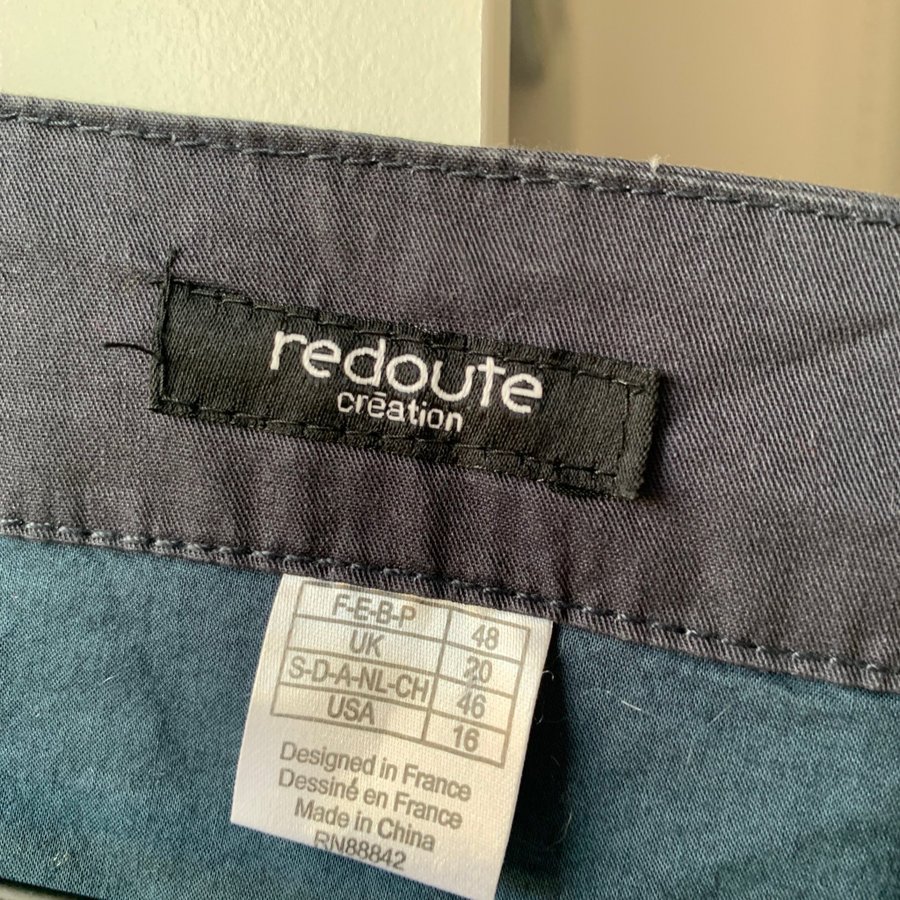 redoute
création
F-E-B-P 48
UK 20
S-D-A-NL-CH 46
USA 16
Designed in France
Dessiné en France
Made in China
RN88842